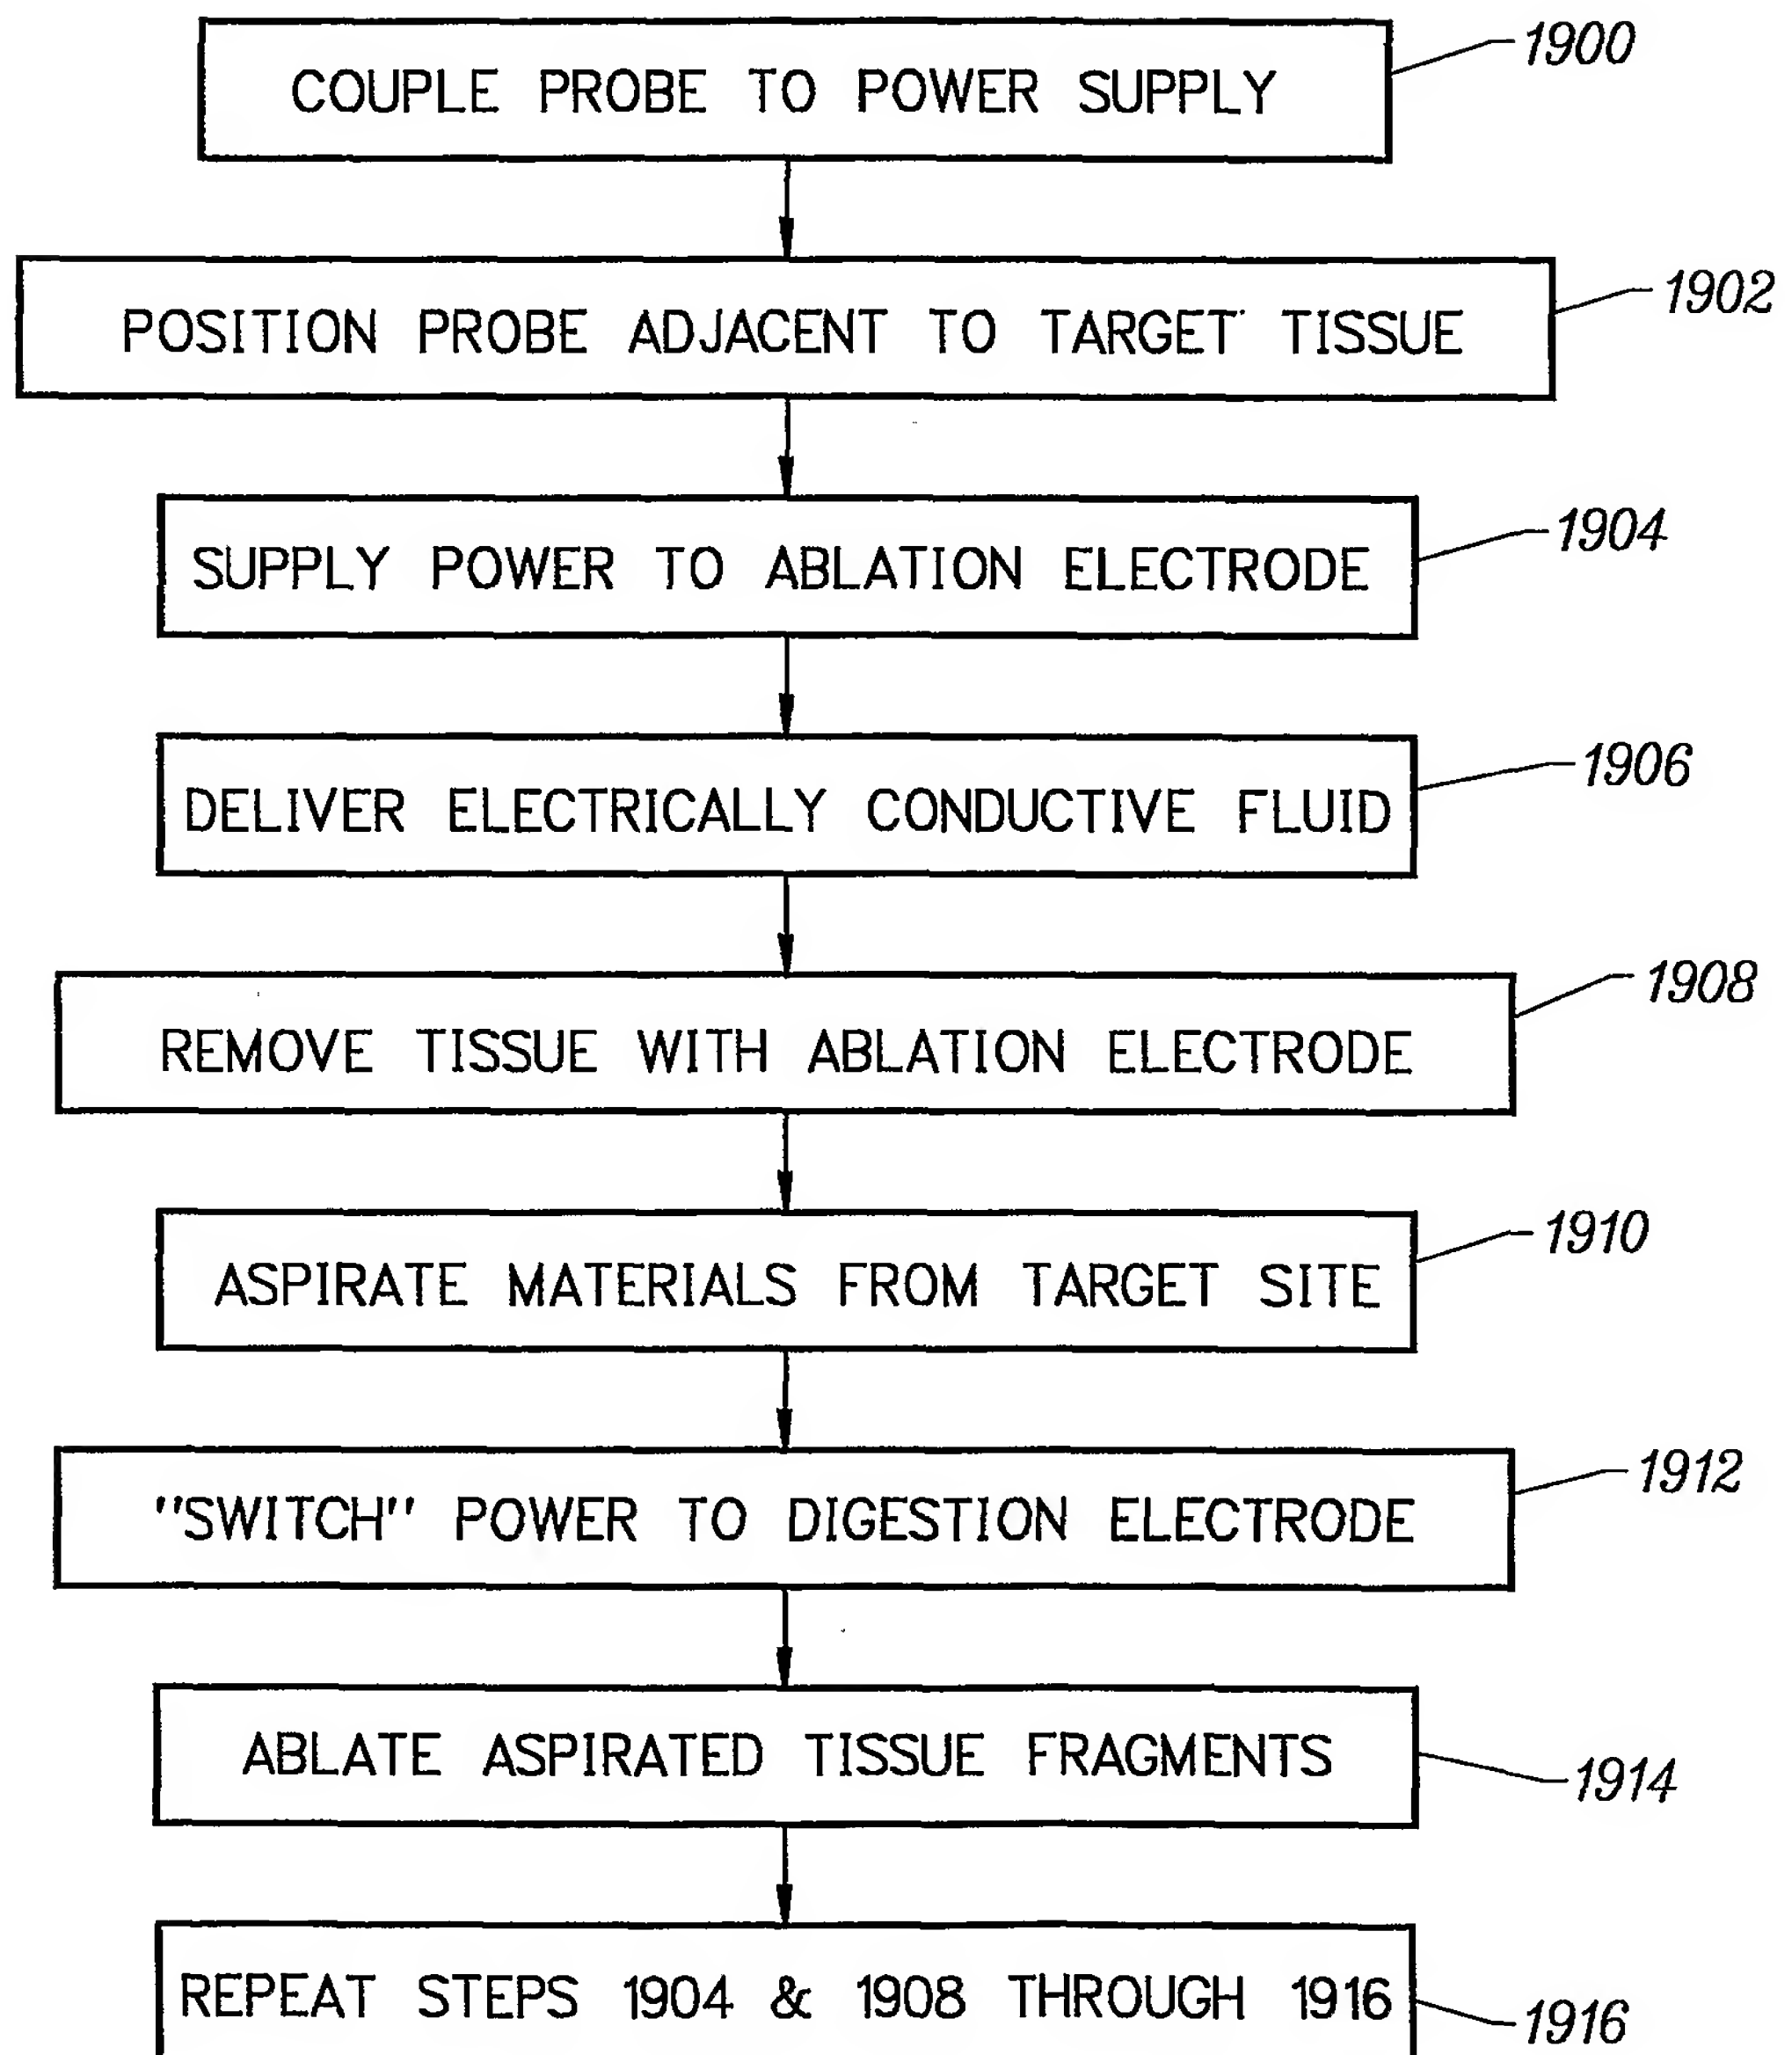 COUPLE PROBE TO POWER SUPPLY
1900
POSITION PROBE ADJACENT TO TARGET TISSUE
1902
SUPPLY POWER TO ABLATION ELECTRODE
1904
DELIVER ELECTRICALLY CONDUCTIVE FLUID
1906
REMOVE TISSUE WITH ABLATION ELECTRODE
1908
ASPIRATE MATERIALS FROM TARGET SITE
1910
"SWITCH" POWER TO DIGESTION ELECTRODE
1912
ABLATE ASPIRATED TISSUE FRAGMENTS
1914
REPEAT STEPS 1904 & 1908 THROUGH 1916
1916